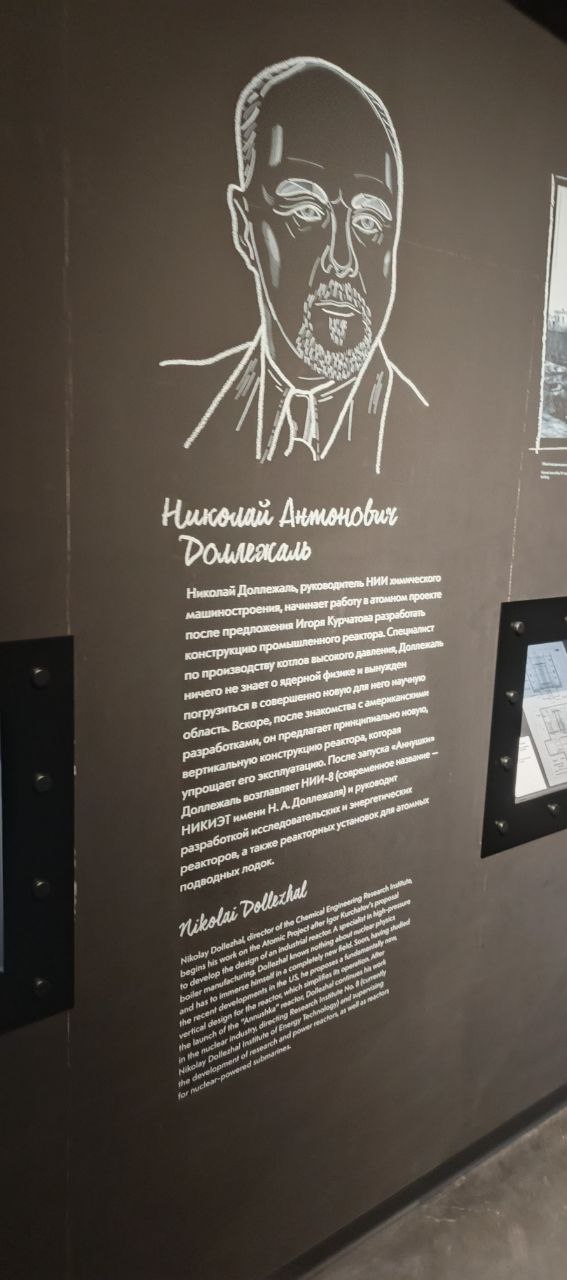 Николай Антонович
Доллежаль
Николай Доллежаль, руководитель НИИ химического
машиностроения, начинает работу в атомном проекте
после предложения Игоря Курчатова разработать
конструкцию промышленного реактора. Специалист
по производству котлов высокого давления, Доллежаль
ничего не знает о ядерной физике и вынужден
погрузиться в совершенно новую для него научную
область. Вскоре, после знакомства с американскими
разработками, он предлагает принципиально новую,
вертикальную конструкцию реактора, которая
упрощает его эксплуатацию. После запуска «Аннушки»
Доллежаль возглавляет НИИ-8 (современное название —
НИКИЭТ имени Н. А. Доллежаля) и руководит
разработкой исследовательских и энергетических
реакторов, а также реакторных установок для атомных
подводных лодок.
Nikolai Dollezhal
Nikolay Dollezhal, director of the Chemical Engineering Research Institute,
begins his work on the Atomic Project after Igor Kurchatov's proposal
to develop the design of an industrial reactor. A specialist in high-pressure
boiler manufacturing, Dollezhal knows nothing about nuclear physics
and has to immerse himself in a completely new field. Soon, having studied
the recent developments in the US, he proposes a fundamentally new,
vertical design for the reactor, which simplifies its operation. After
the launch of the "Annushka" reactor, Dollezhal continues his work
in the nuclear industry, directing Research Institute No. 8 (currently
Nikolay Dollezhal Institute of Energy Technology) and supervising
the development of research and power reactors, as well as reactors
for nuclear-powered submarines.